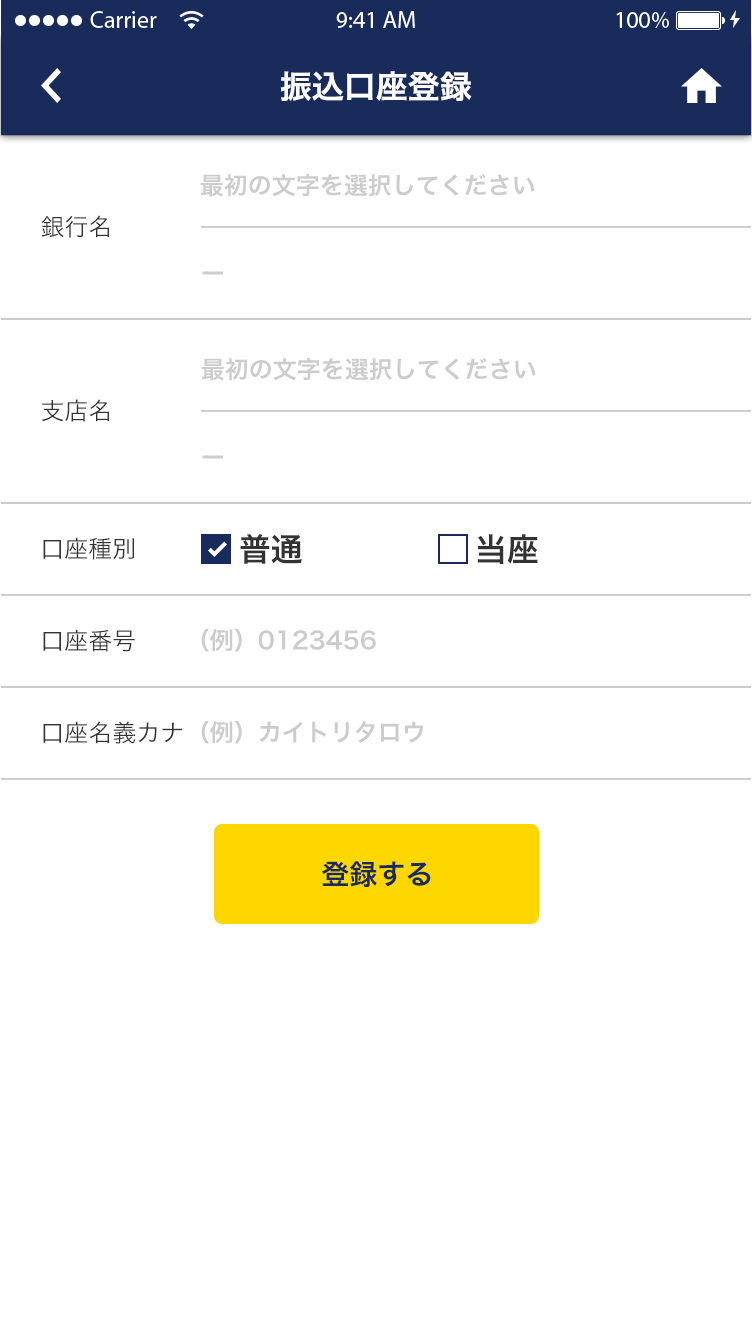 Carrier 9:41 AM 100%
振込口座登録
最初の文字を選択してください
銀行名
ー
最初の文字を選択してください
支店名
ー
口座種別 普通 当座
口座番号 （例）0123456
口座名義カナ （例）カイトリタロウ
登録する